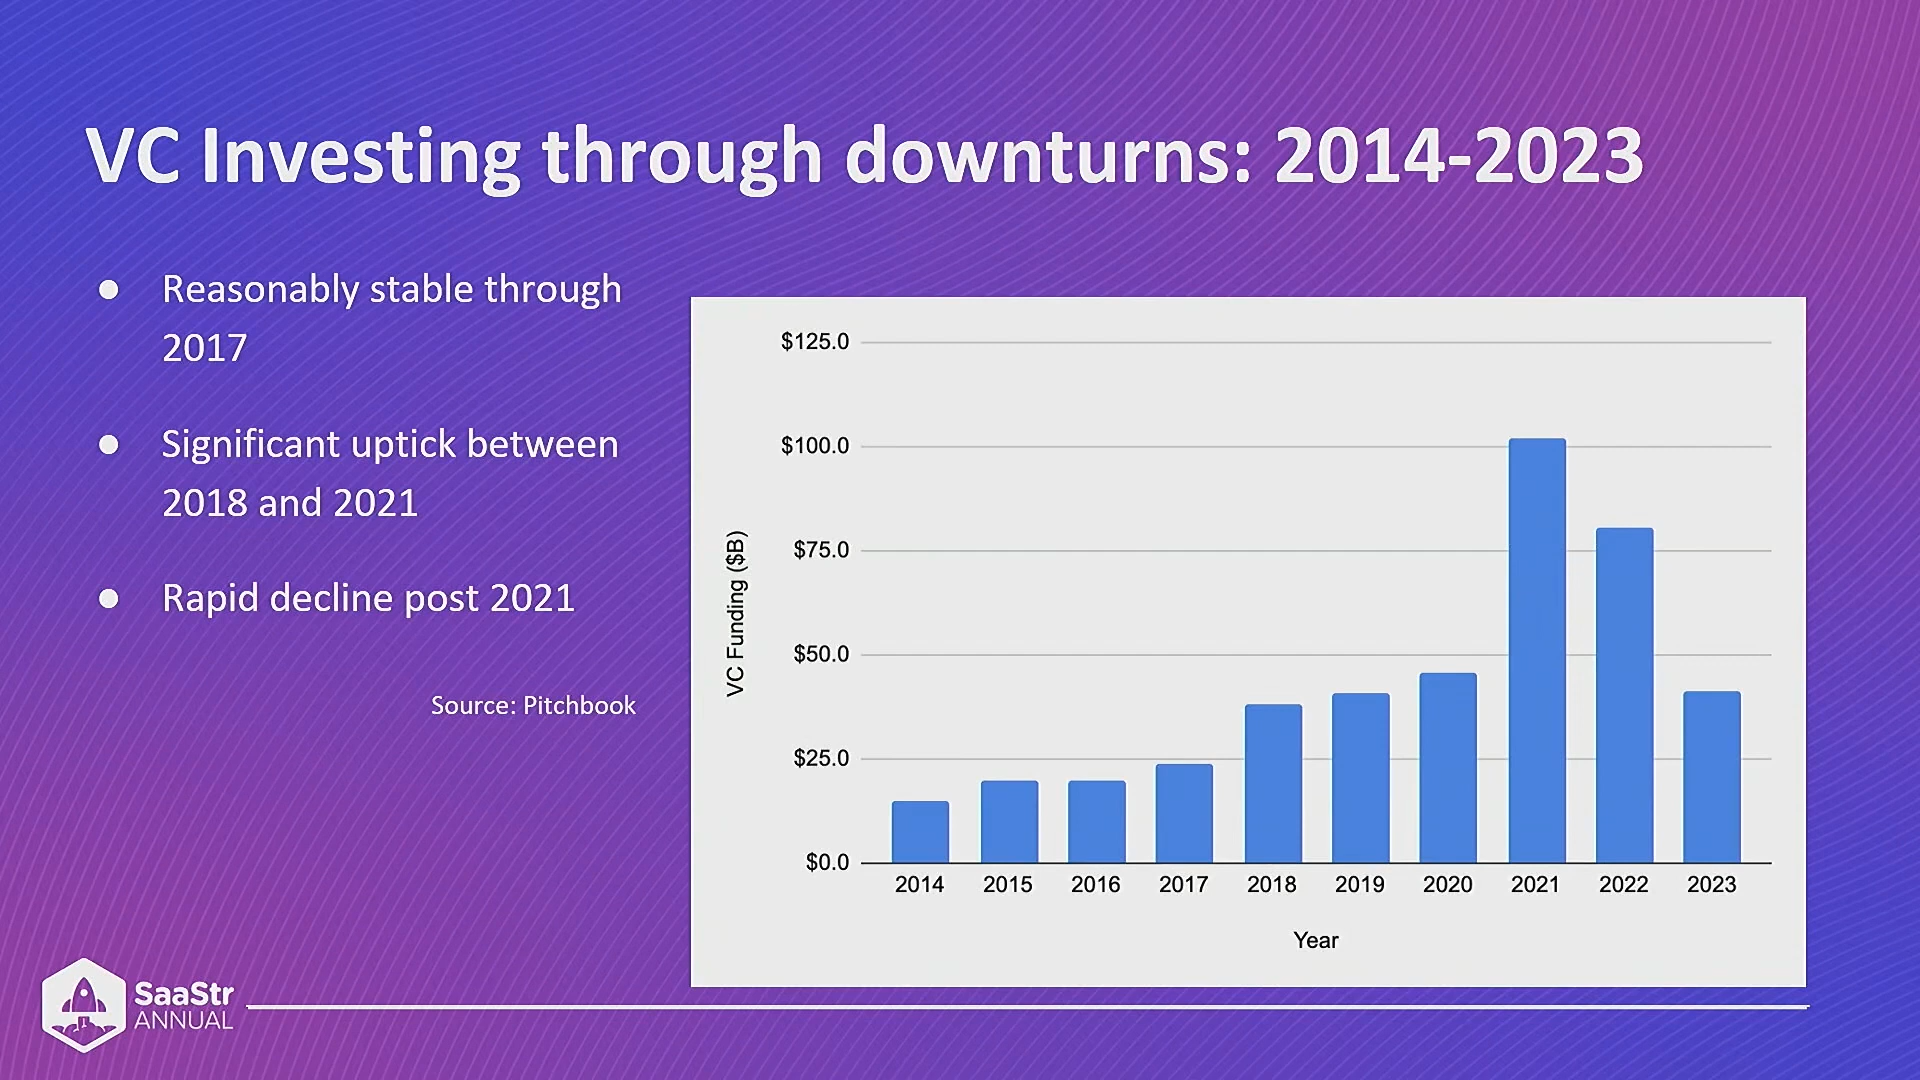 VC Investing through downturns: 2014-2023
● Reasonably stable through
2017
● Significant uptick between
2018 and 2021
● Rapid decline post 2021
Source: Pitchbook
$125.0
$100.0
$75.0
$50.0
$25.0
$0.0
VC Funding ($B)
2014 2015 2016 2017 2018 2019 2020 2021 2022 2023
Year
SaaStr
ANNUAL